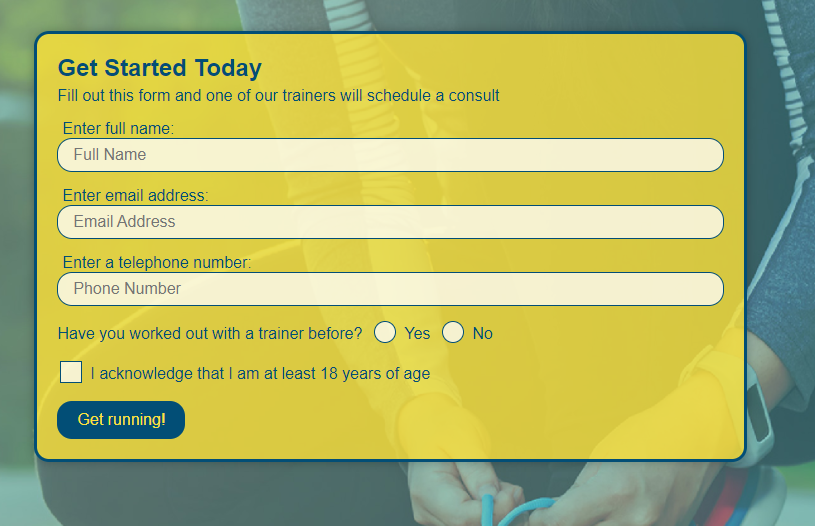 Get Started Today
Fill out this form and one of our trainers will schedule a consult
Enter full name:
Full Name
Enter email address:
Email Address
Enter a telephone number:
Phone Number
Have you worked out with a trainer before? Yes No
I acknowledge that I am at least 18 years of age
Get running!